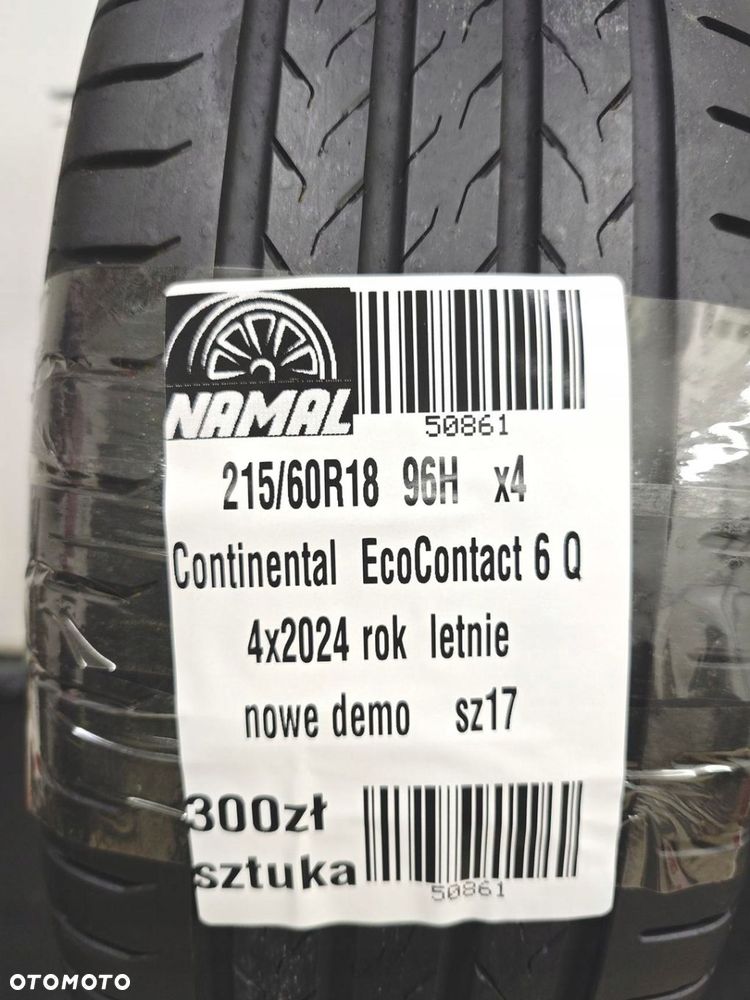 NAMAL
50861
215/60R18 96H x4
Continental EcoContact 6 Q
4x2024 rok letnie
nowe demo sz17
300zł
sztuka
50861
OTOMOTO